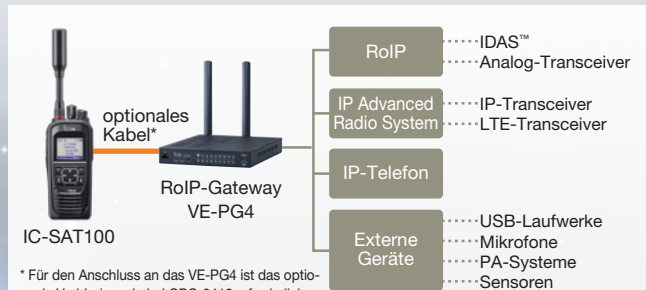 RoIP
IDAS™
Analog-Transceiver
optionales
Kabel*
IP Advanced
Radio System
IP-Transceiver
LTE-Transceiver
RoIP-Gateway
VE-PG4
IP-Telefon
IC-SAT100
Externe
Geräte
USB-Laufwerke
Mikrofone
PA-Systeme
Sensoren
* Für den Anschluss an das VE-PG4 ist das optio-